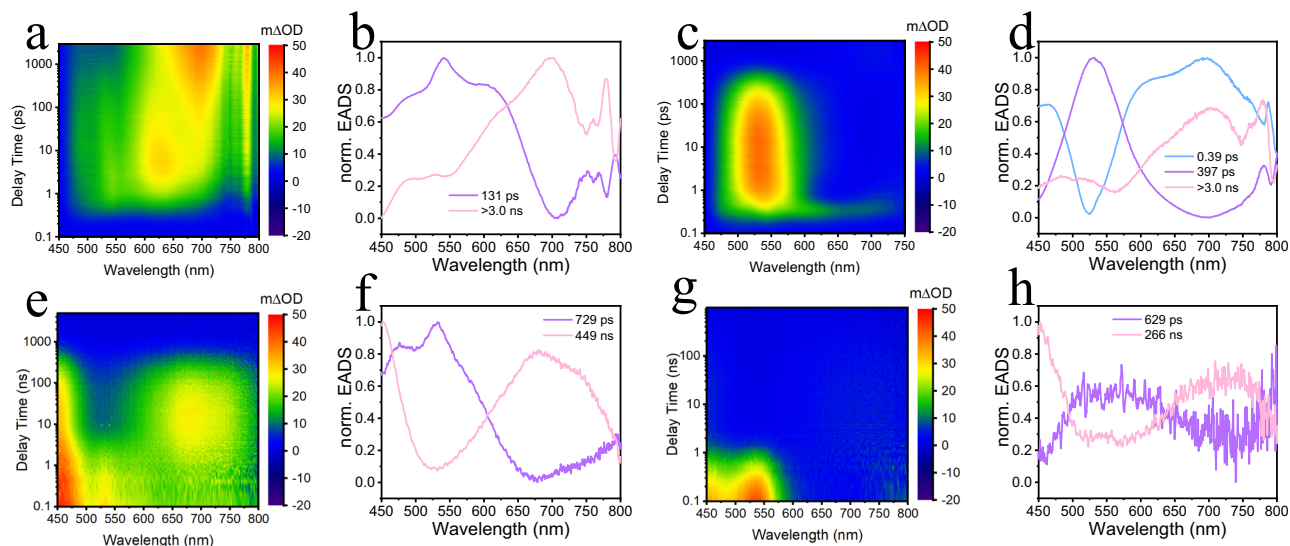 a
mΔOD
50
40
30
20
10
0
-10
-20
1000
100
10
1
0.1
Delay Time (ps)
450 500 550 600 650 700 750 800
Wavelength (nm)
b
1.0
0.8
0.6
0.4
0.2
0.0
norm. EADS
131 ps
>3.0 ns
450 500 550 600 650 700 750 800
Wavelength (nm)
c
mΔOD
50
40
30
20
10
0
-10
-20
1000
100
10
1
0.1
Delay Time (ps)
450 500 550 600 650 700 750
Wavelength (nm)
d
1.0
0.8
0.6
0.4
0.2
0.0
norm. EADS
0.39 ps
397 ps
>3.0 ns
450 500 550 600 650 700 750 800
Wavelength (nm)
e
mΔOD
50
40
30
20
10
0
-10
-20
1000
100
10
1
0.1
Delay Time (ns)
450 500 550 600 650 700 750 800
Wavelength (nm)
f
1.0
0.8
0.6
0.4
0.2
0.0
norm. EADS
729 ps
449 ns
450 500 550 600 650 700 750 800
Wavelength (nm)
g
mΔOD
50
40
30
20
10
0
-10
-20
100
10
1
0.1
Delay Time (ns)
450 500 550 600 650 700 750 800
Wavelength (nm)
h
1.0
0.8
0.6
0.4
0.2
0.0
norm. EADS
629 ps
266 ns
450 500 550 600 650 700 750 800
Wavelength (nm)